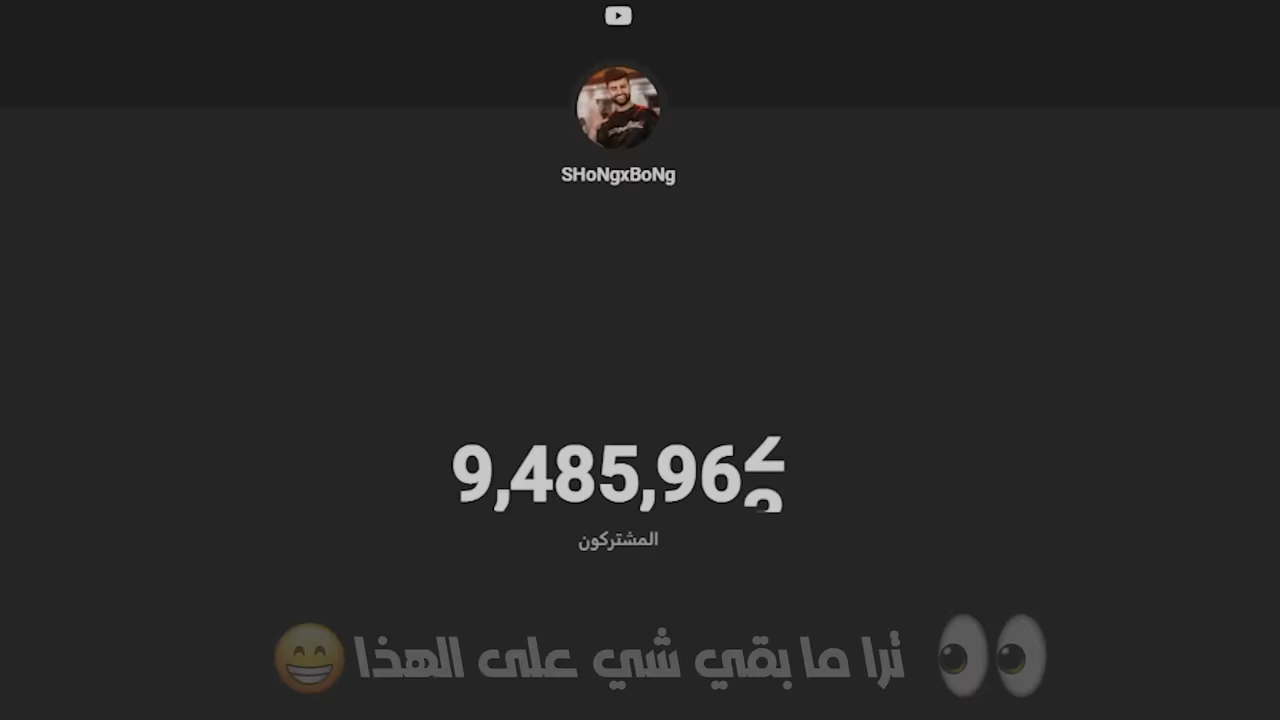 SHoNgxBoNg
9,485,96
المشتركون
ترا ما بقي شي على الهذا